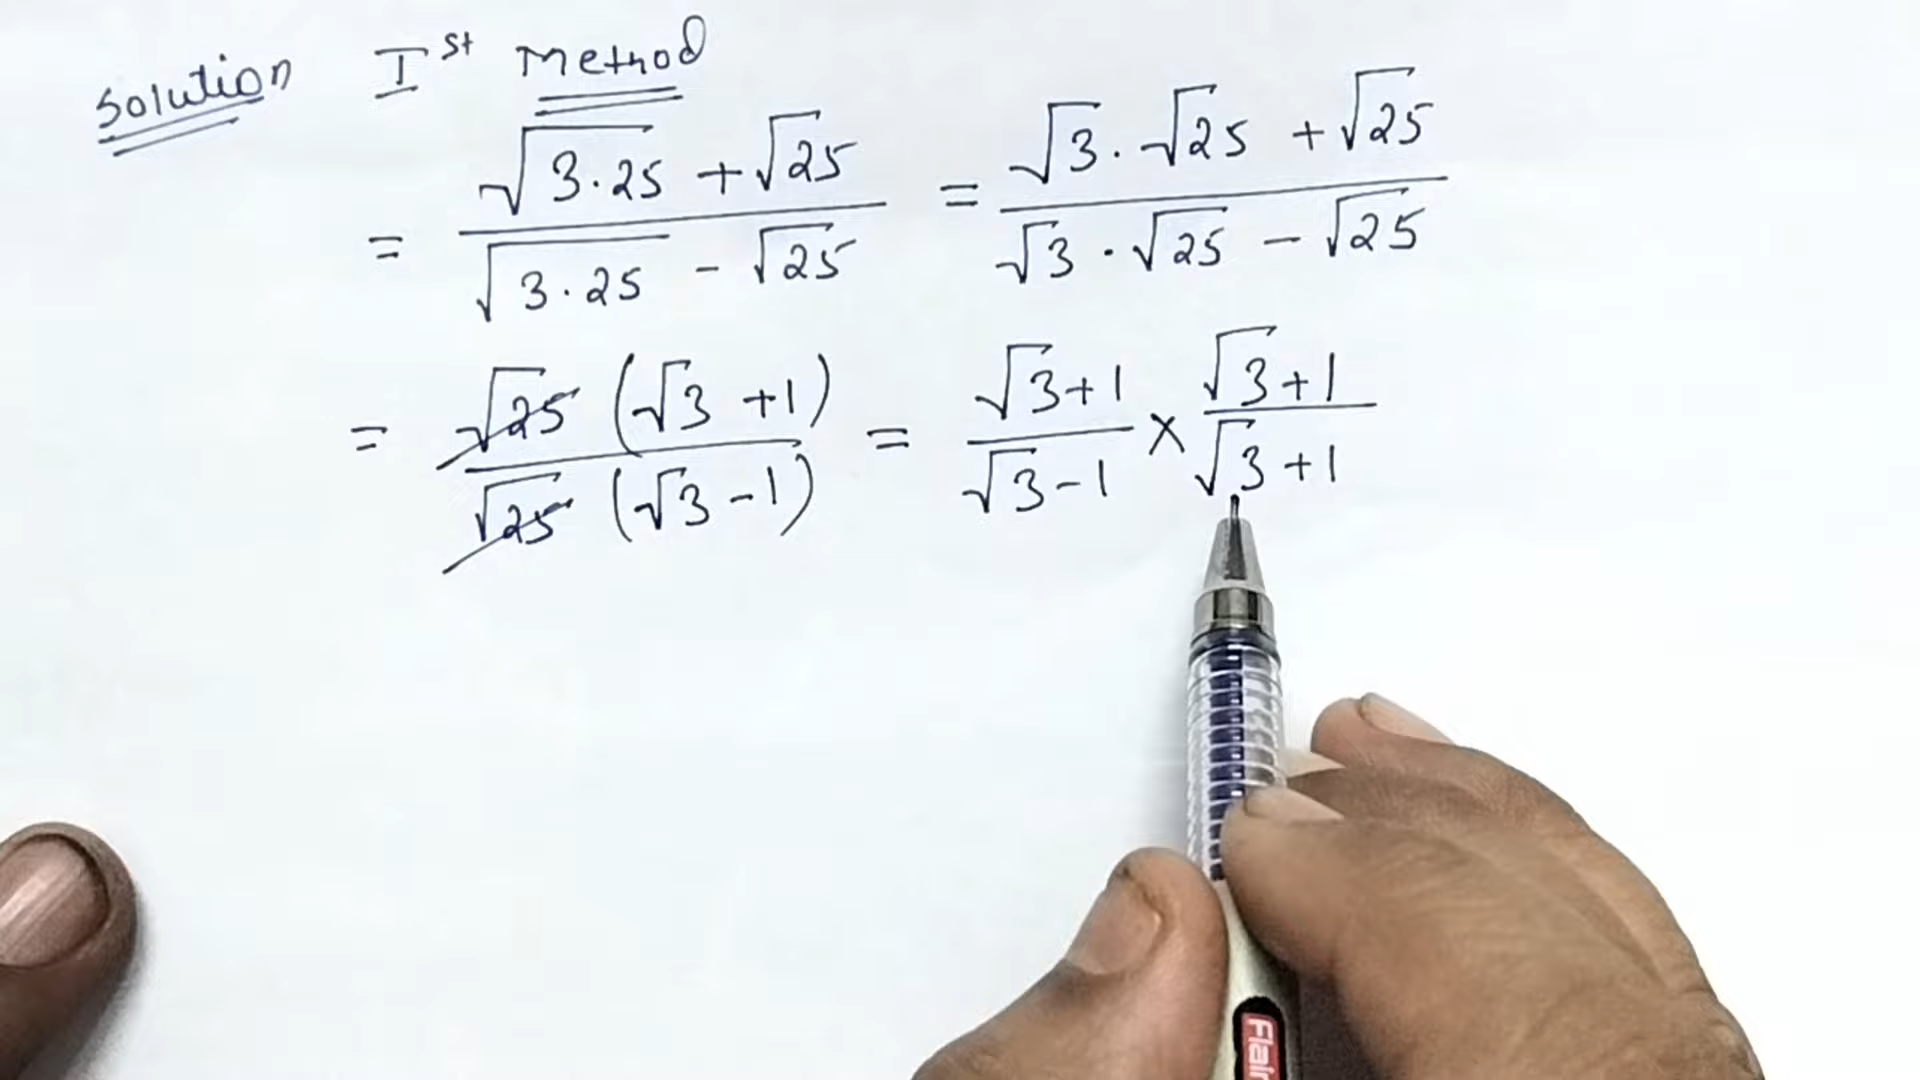 Solution Ist Method
= (√(3.25) + √25) / (√(3.25) - √25) = (√3 . √25 + √25) / (√3 . √25 - √25)
= √25 (√3 + 1) / √25 (√3 - 1) = (√3 + 1) / (√3 - 1) × (√3 + 1) / (√3 + 1)
Flair